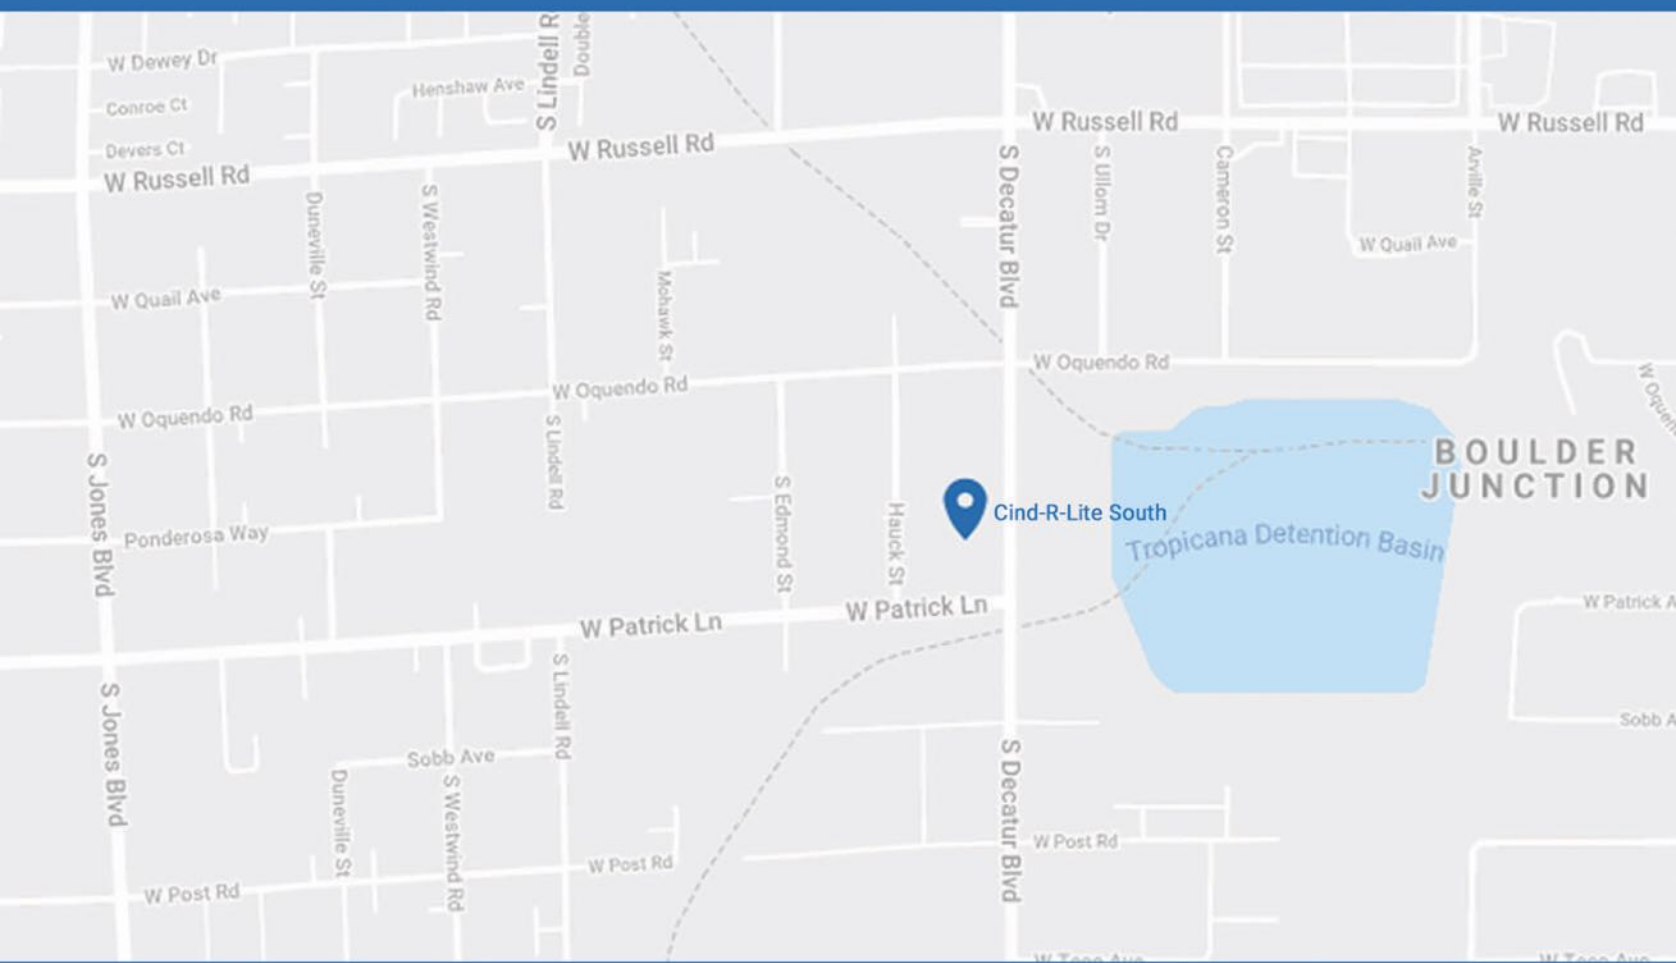 S Lindell R
Double
W Dewey Dr
Henshaw Ave
Conroe Ct
Devers Ct
W Russell Rd
W Russell Rd
W Russell Rd
W Russell Rd
Duneville St
S Westwind Rd
S Decatur Blvd
S Ullom Dr
Cameron St
Arville St
W Quail Ave
W Quail Ave
Mohawk St
W Oquendo Rd
W Oquendo Rd
W Oquendo Rd
W Oquen
S Lindell Rd
S Jones Blvd
BOULDER
JUNCTION
S Edmond St
Hauck St
Cind-R-Lite South
Tropicana Detention Basin
Ponderosa Way
W Patrick Ln
W Patrick Ln
W Patrick A
S Jones Blvd
S Lindell Rd
Sobb Ave
Sobb A
Duneville St
S Westwind Rd
S Decatur Blvd
W Post Rd
W Post Rd
W Post Rd